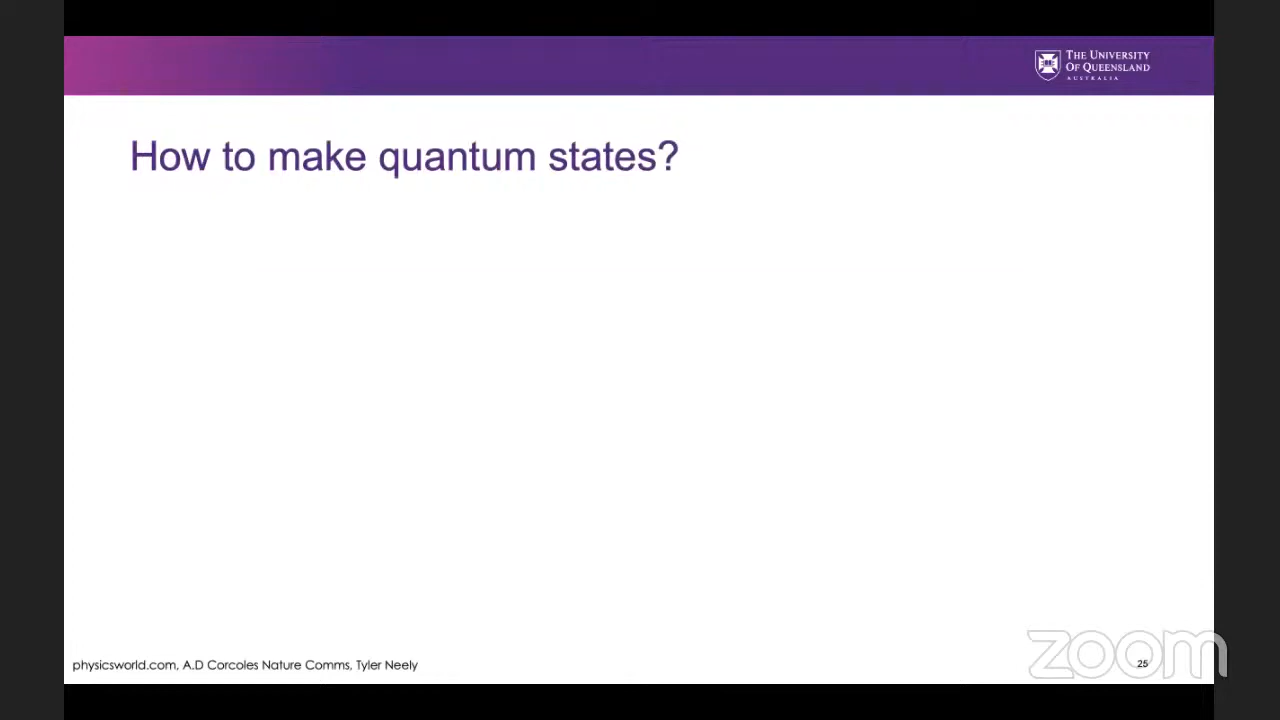 THE UNIVERSITY
OF QUEENSLAND
AUSTRALIA
How to make quantum states?
physicsworld.com, A.D Corcoles Nature Comms, Tyler Neely
25
zoom